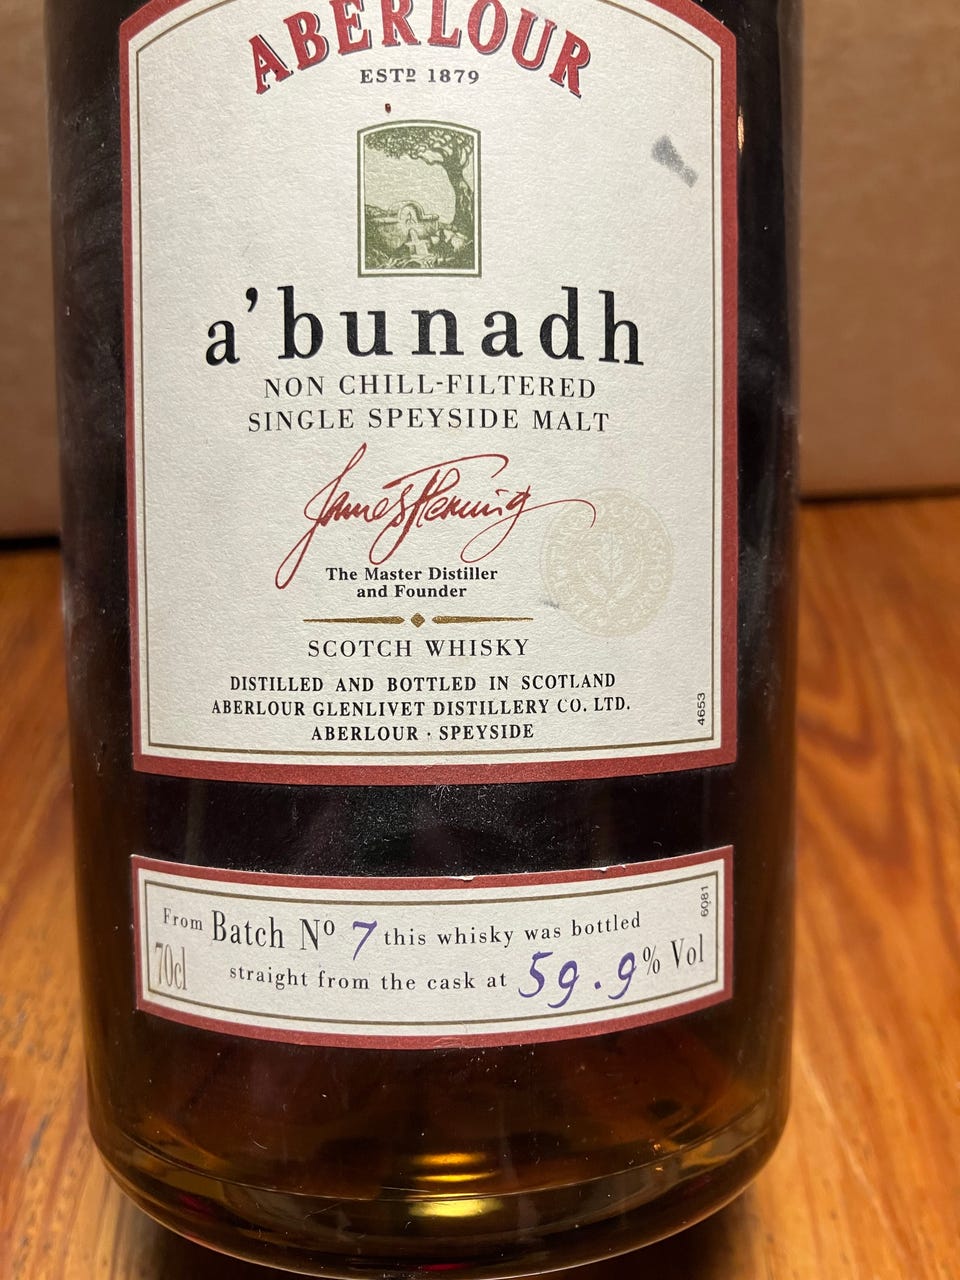 ABERLOUR
ESTD 1879
a'bunadh
NON CHILL-FILTERED
SINGLE SPEYSIDE MALT
James Fleming
The Master Distiller
and Founder
SCOTCH WHISKY
DISTILLED AND BOTTLED IN SCOTLAND
ABERLOUR GLENLIVET DISTILLERY CO. LTD.
ABERLOUR · SPEYSIDE
4653
From Batch Nº 7 this whisky was bottled
70cl straight from the cask at 59.9% Vol
6081